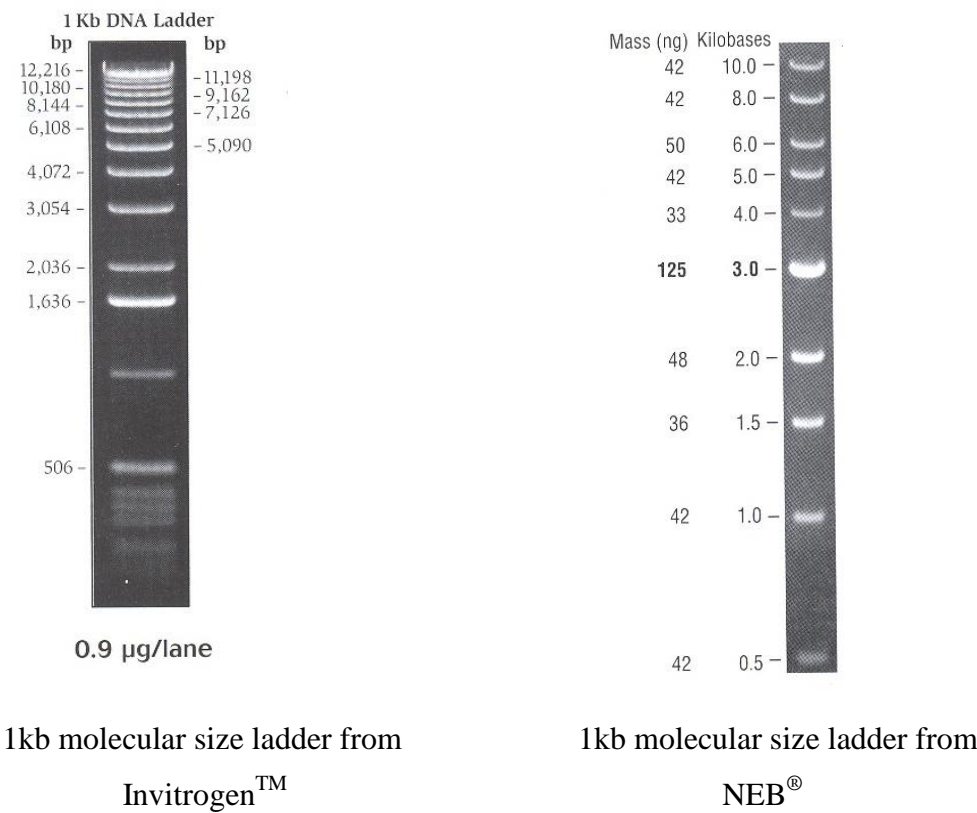 1 Kb DNA Ladder
bp bp
12,216 –
– 11,198
10,180 –
– 9,162
8,144 –
– 7,126
6,108 –
– 5,090
4,072 –
3,054 –
2,036 –
1,636 –
506 –
0.9 µg/lane
1kb molecular size ladder from
Invitrogen™
Mass (ng) Kilobases
42 10.0 –
42 8.0 –
50 6.0 –
42 5.0 –
33 4.0 –
125 3.0 –
48 2.0 –
36 1.5 –
42 1.0 –
42 0.5 –
1kb molecular size ladder from
NEB®